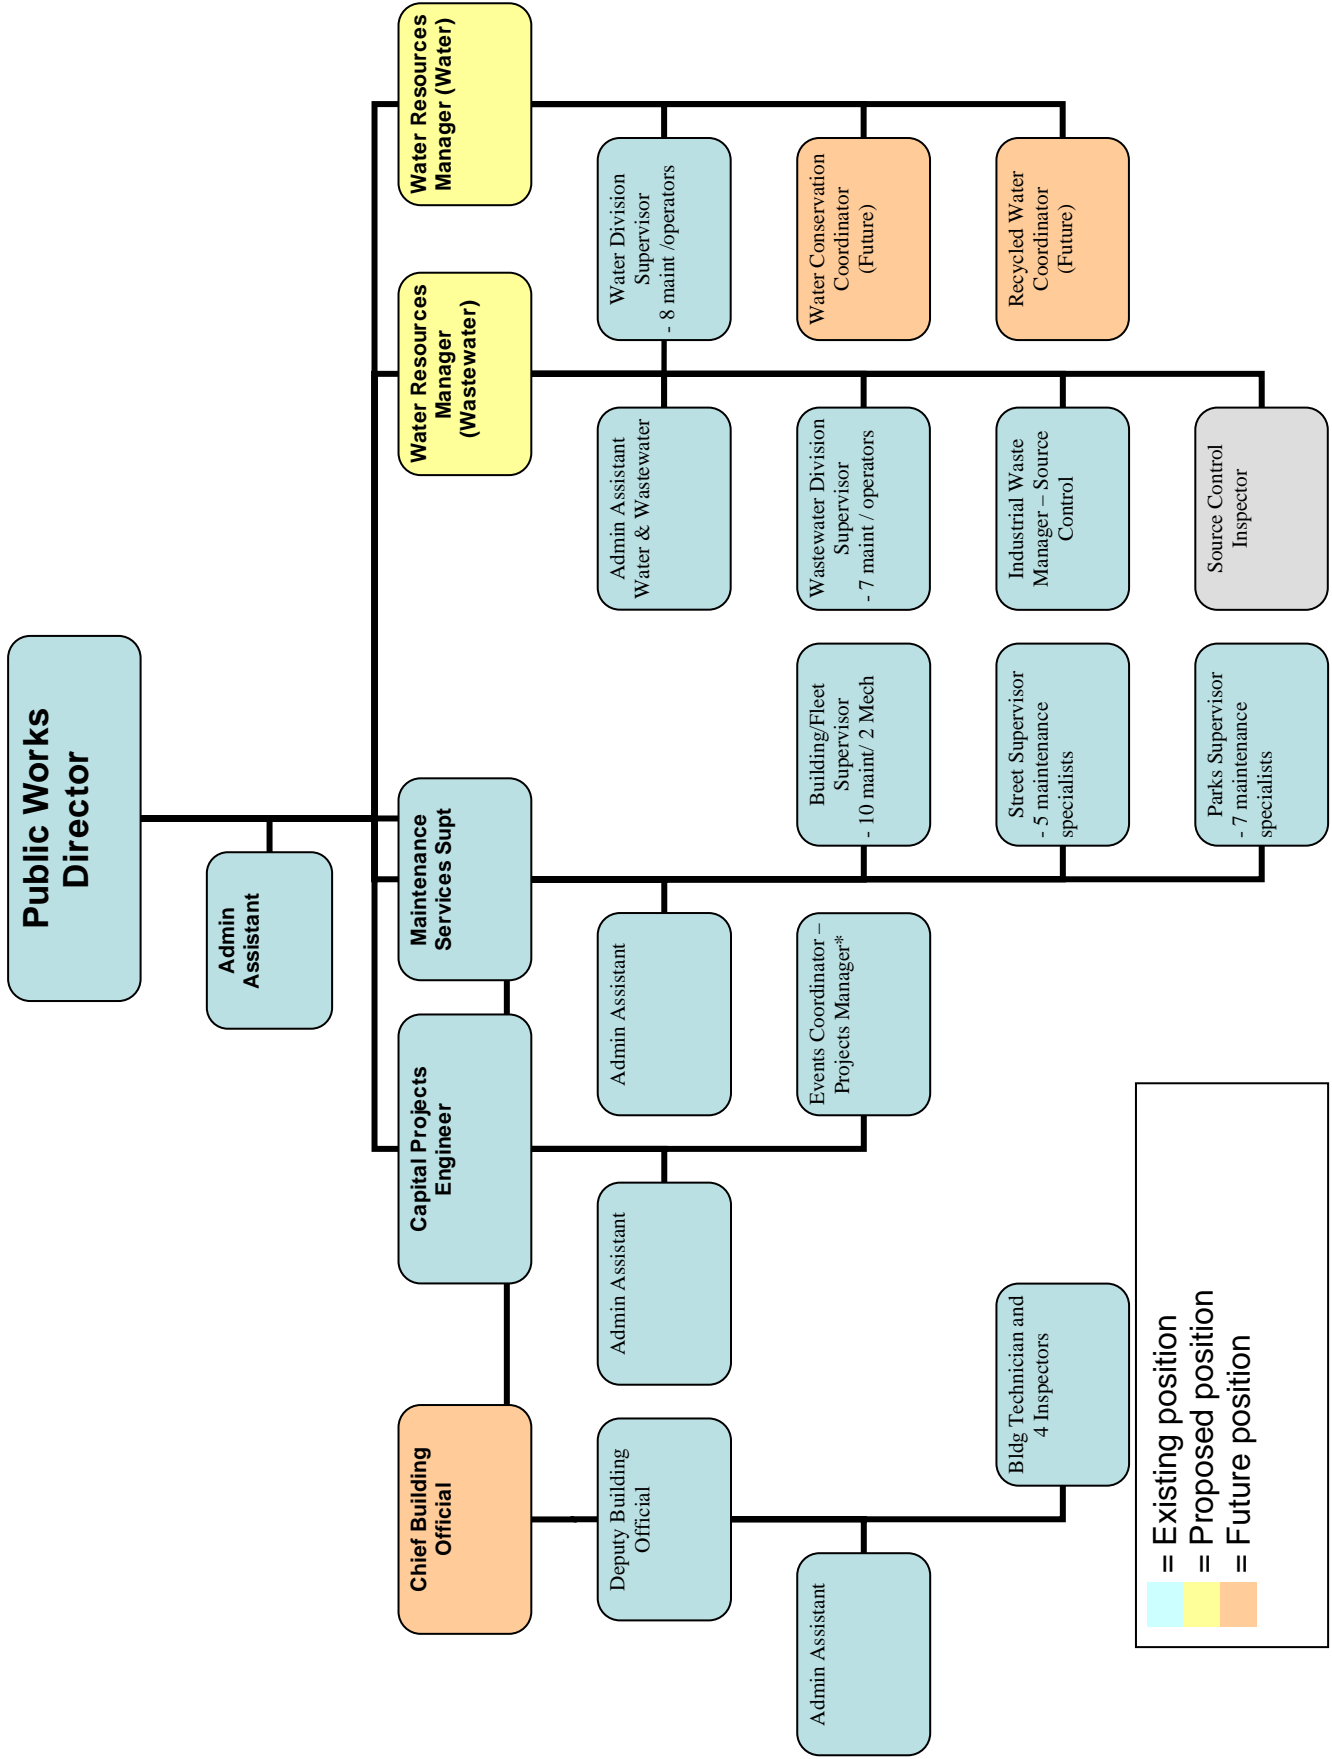 Public Works
Director
Admin
Assistant
Chief Building
Official
Capital Projects
Engineer
Maintenance
Services Supt
Water Resources
Manager
(Wastewater)
Water Resources
Manager (Water)
Deputy Building
Official
Admin Assistant
Admin Assistant
Admin Assistant
Water & Wastewater
Water Division
Supervisor
- 8 maint /operators
Admin Assistant
Events Coordinator –
Projects Manager*
Building/Fleet
Supervisor
- 10 maint/ 2 Mech
Wastewater Division
Supervisor
- 7 maint / operators
Water Conservation
Coordinator
(Future)
Bldg Technician and
4 Inspectors
Street Supervisor
- 5 maintenance
specialists
Industrial Waste
Manager – Source
Control
Recycled Water
Coordinator
(Future)
Parks Supervisor
- 7 maintenance
specialists
Source Control
Inspector
= Existing position
= Proposed position
= Future position